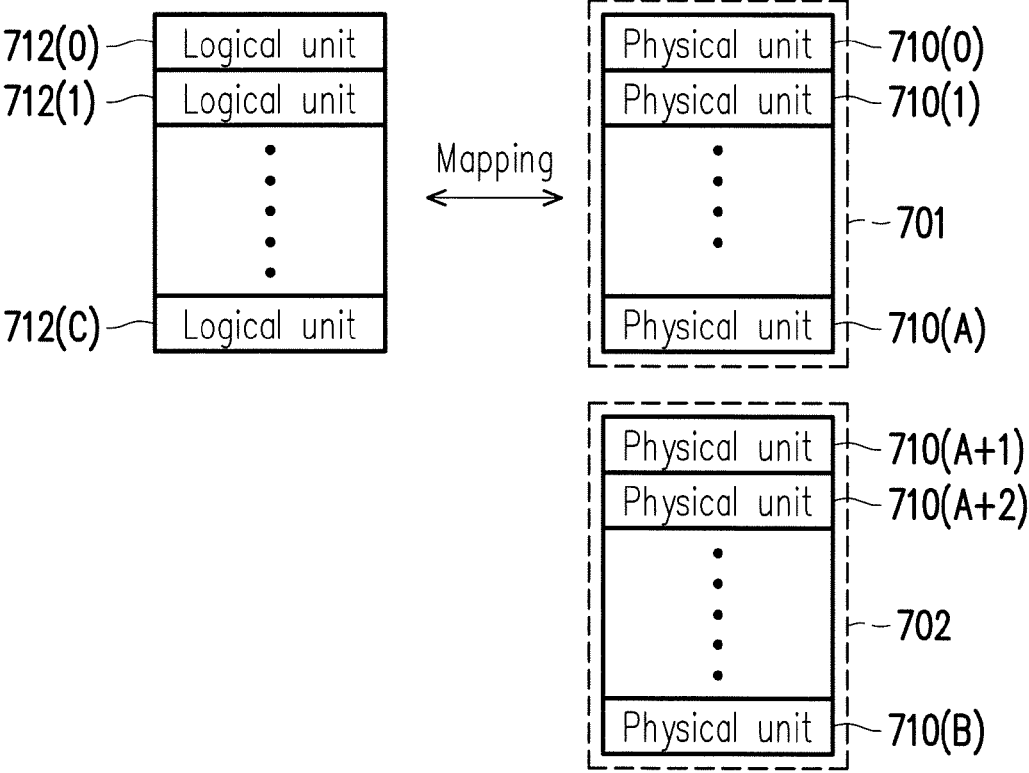 712(0) Logical unit Physical unit 710(0)
712(1) Logical unit Physical unit 710(1)
Mapping
701
712(C) Logical unit Physical unit 710(A)
Physical unit 710(A+1)
Physical unit 710(A+2)
702
Physical unit 710(B)